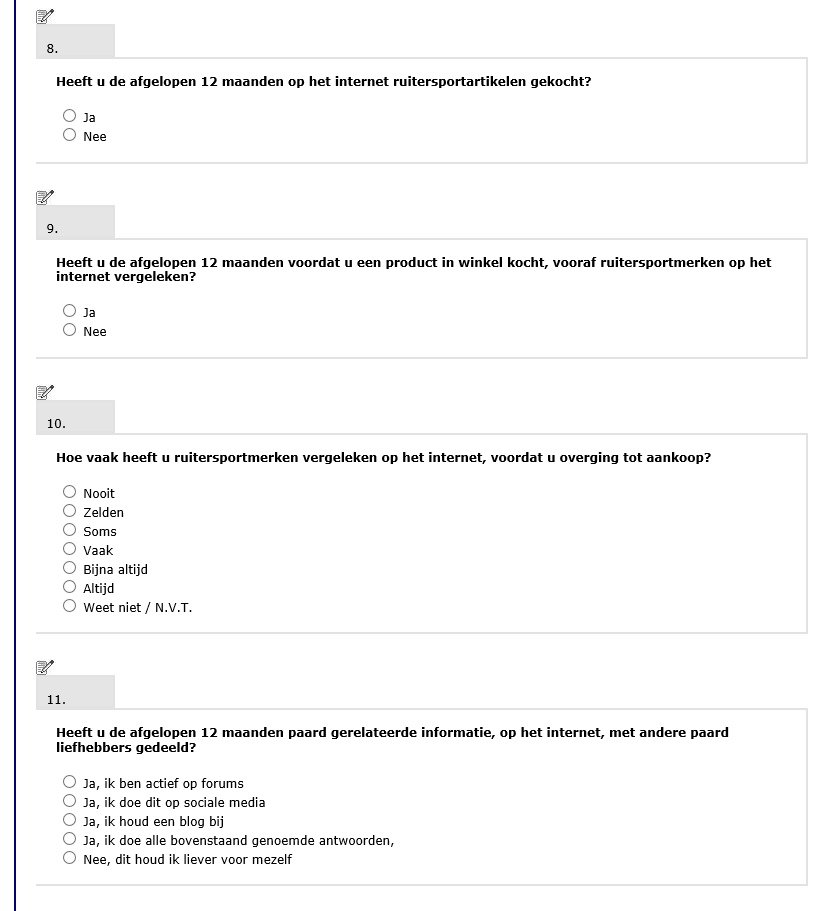 8.
Heeft u de afgelopen 12 maanden op het internet ruitersportartikelen gekocht?
Ja
Nee
9.
Heeft u de afgelopen 12 maanden voordat u een product in winkel kocht, vooraf ruitersportmerken op het
internet vergeleken?
Ja
Nee
10.
Hoe vaak heeft u ruitersportmerken vergeleken op het internet, voordat u overging tot aankoop?
Nooit
Zelden
Soms
Vaak
Bijna altijd
Altijd
Weet niet / N.V.T.
11.
Heeft u de afgelopen 12 maanden paard gerelateerde informatie, op het internet, met andere paard
liefhebbers gedeeld?
Ja, ik ben actief op forums
Ja, ik doe dit op sociale media
Ja, ik houd een blog bij
Ja, ik doe alle bovenstaand genoemde antwoorden,
Nee, dit houd ik liever voor mezelf